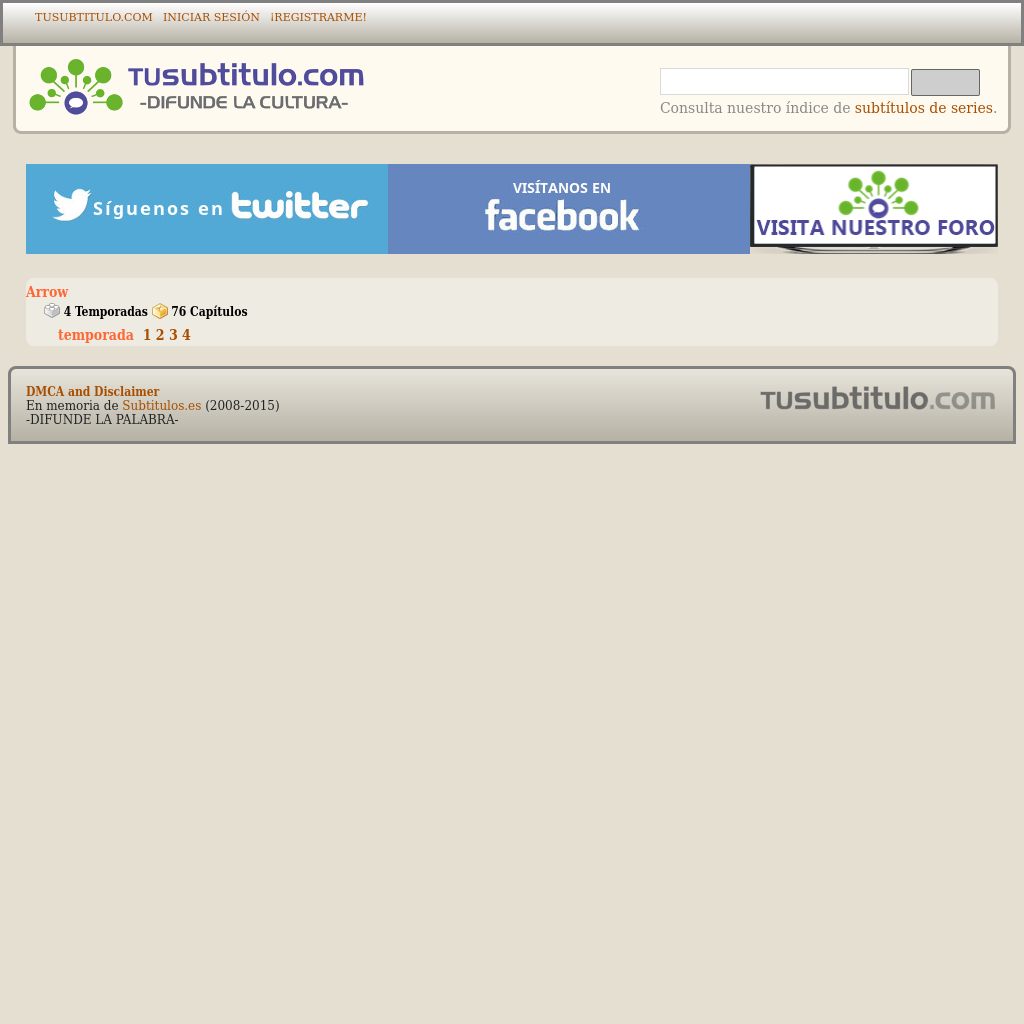 TUSUBTITULO.COM INICIAR SESIÓN ¡REGISTRARME!
TUsubtitulo.com
-DIFUNDE LA CULTURA-
Consulta nuestro índice de subtítulos de series.
Síguenos en twitter
VISÍTANOS EN
facebook
VISITA NUESTRO FORO
Arrow
4 Temporadas 76 Capítulos
temporada 1 2 3 4
DMCA and Disclaimer
En memoria de Subtitulos.es (2008-2015)
-DIFUNDE LA PALABRA-
TUsubtitulo.com